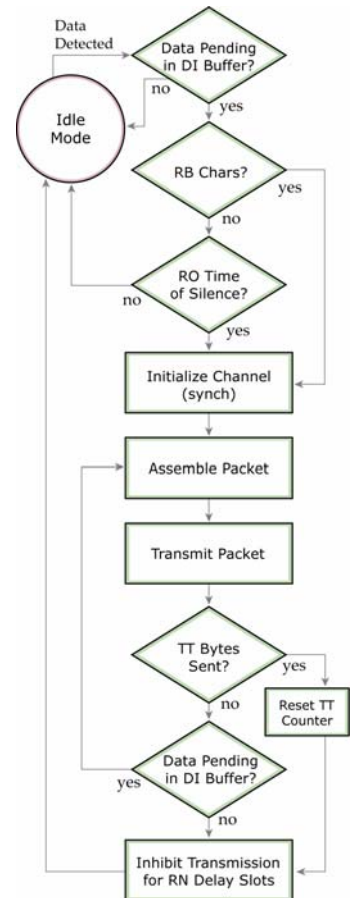 Data
Detected
Data Pending
in DI Buffer?
no
yes
Idle
Mode
RB Chars?
yes
no
RO Time
of Silence?
no
yes
Initialize Channel
(synch)
Assemble Packet
Transmit Packet
TT Bytes
Sent?
yes
no
Reset TT
Counter
Data Pending
in DI Buffer?
yes
no
Inhibit Transmission
for RN Delay Slots